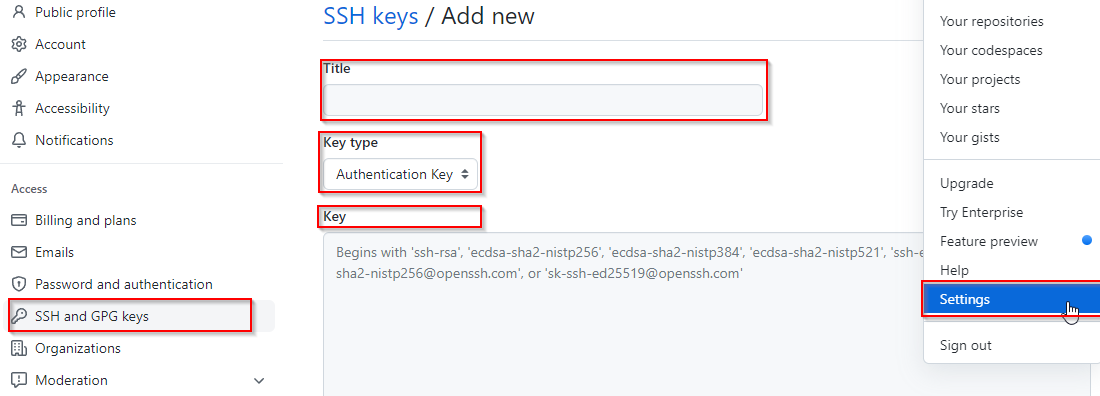 Public profile
Account
Appearance
Accessibility
Notifications
Access
Billing and plans
Emails
Password and authentication
SSH and GPG keys
Organizations
Moderation
SSH keys / Add new
Title
Key type
Authentication Key
Key
Begins with 'ssh-rsa', 'ecdsa-sha2-nistp256', 'ecdsa-sha2-nistp384', 'ecdsa-sha2-nistp521', 'ssh-e
sha2-nistp256@openssh.com', or 'sk-ssh-ed25519@openssh.com'
Your repositories
Your codespaces
Your projects
Your stars
Your gists
Upgrade
Try Enterprise
Feature preview
Help
Settings
Sign out